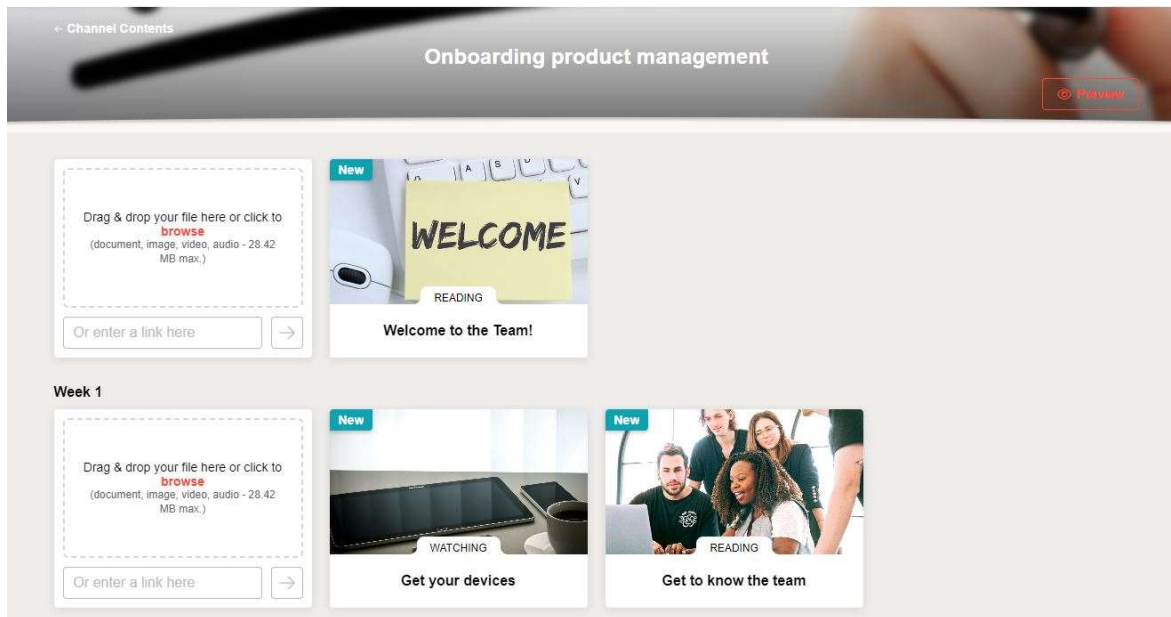 ← Channel Contents
Onboarding product management
Preview
Drag & drop your file here or click to
browse
(document, image, video, audio - 28.42
MB max.)
Or enter a link here
→
New
A S
V
WELCOME
READING
Welcome to the Team!
Week 1
Drag & drop your file here or click to
browse
(document, image, video, audio - 28.42
MB max.)
Or enter a link here
→
New
WATCHING
Get your devices
New
READING
Get to know the team